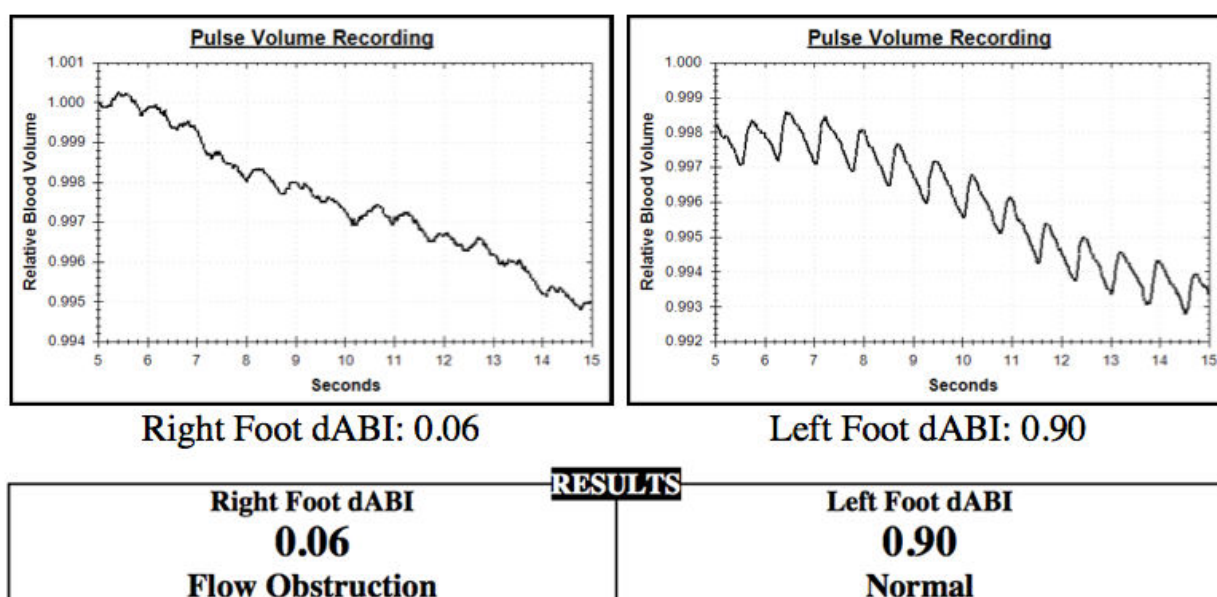 Pulse Volume Recording
1.001
1.000
0.999
0.998
0.997
0.996
0.995
0.994
Relative Blood Volume
5 6 7 8 9 10 11 12 13 14 15
Seconds
Right Foot dABI: 0.06
Pulse Volume Recording
1.000
0.999
0.998
0.997
0.996
0.995
0.994
0.993
0.992
Relative Blood Volume
5 6 7 8 9 10 11 12 13 14 15
Seconds
Left Foot dABI: 0.90
RESULTS
Right Foot dABI
0.06
Flow Obstruction
Left Foot dABI
0.90
Normal